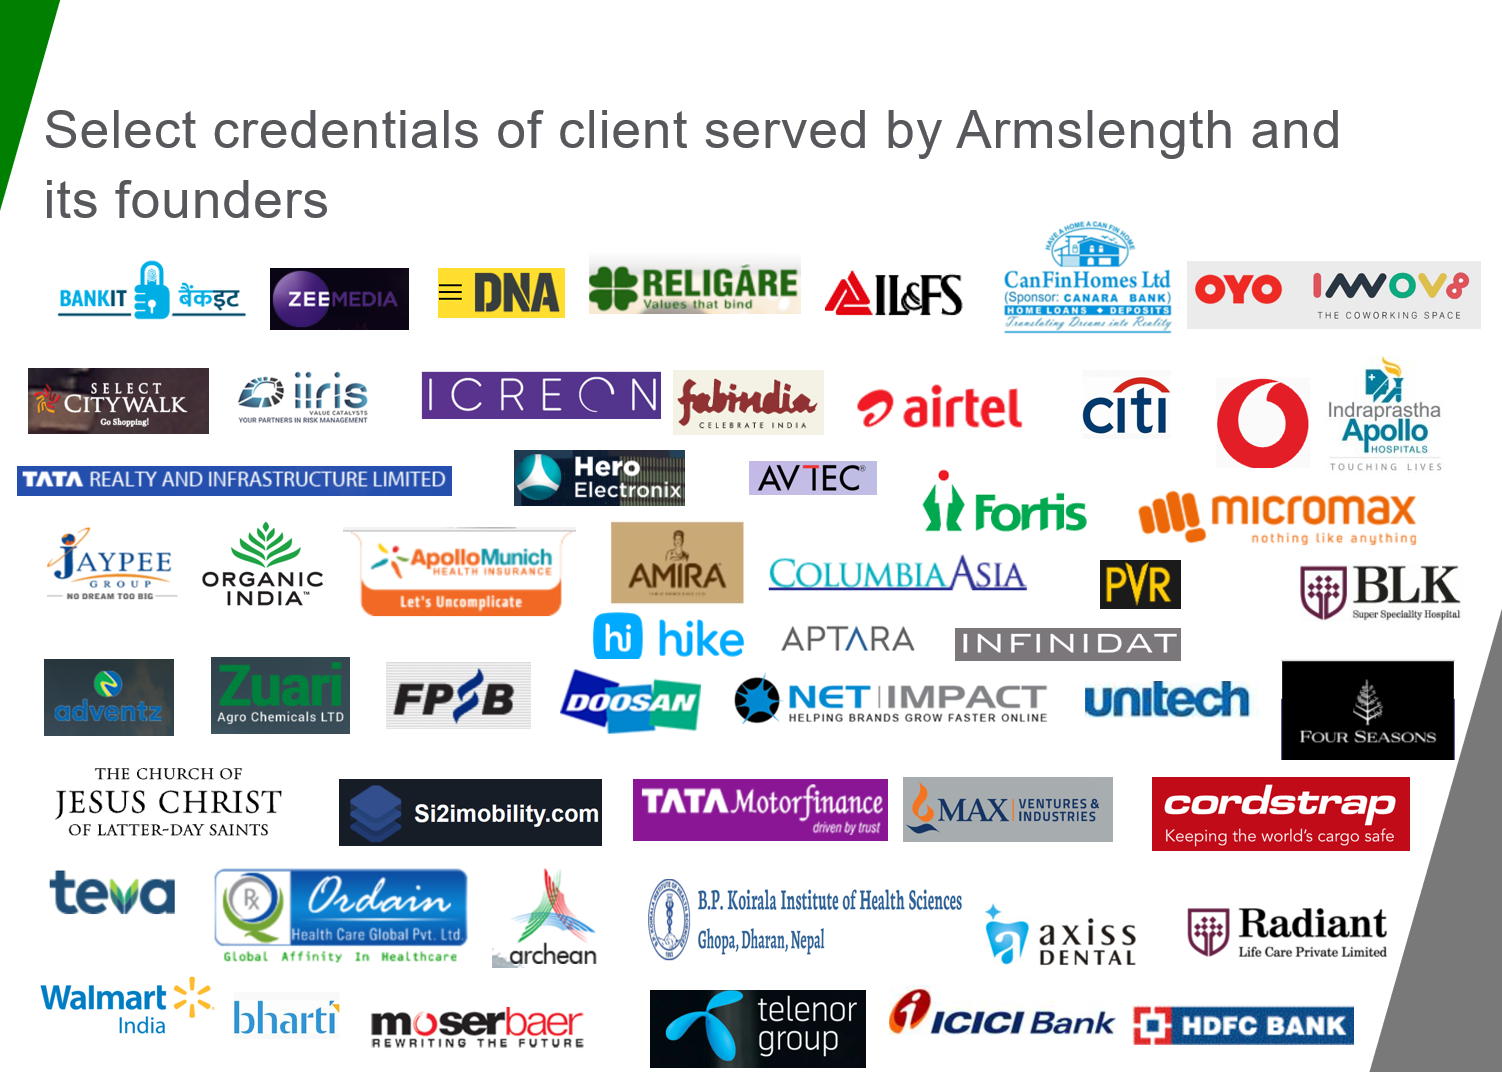 Select credentials of client served by Armslength and
its founders
BANKIT बैंकइट
ZEEMEDIA
DNA
RELIGARE
Values that bind
IL&FS
HAVE A HOME A CAN FIN HOME
CanFinHomes Ltd
(Sponsor: CANARA BANK)
HOME LOANS ♦ DEPOSITS
Translating Dreams into Reality
OYO
INNOV8
THE COWORKING SPACE
SELECT
CITYWALK
Go Shopping!
iiris
VALUE CATALYSTS
YOUR PARTNERS IN RISK MANAGEMENT
ICREON
fabindia
CELEBRATE INDIA
airtel
citi
Indraprastha
Apollo
HOSPITALS
TOUCHING LIVES
TATA REALTY AND INFRASTRUCTURE LIMITED
Hero
Electronix
AVTEC®
Fortis
micromax
nothing like anything
JAYPEE
GROUP
NO DREAM TOO BIG
ORGANIC
INDIA™
ApolloMunich
HEALTH INSURANCE
Let's Uncomplicate
AMIRA
COLUMBIAASIA
PVR
BLK
Super Speciality Hospital
hi hike
APTARA
INFINIDAT
adventz
Zuari
Agro Chemicals LTD
FPSB
DOOSAN
NET|IMPACT
HELPING BRANDS GROW FASTER ONLINE
unitech
FOUR SEASONS
THE CHURCH OF
JESUS CHRIST
OF LATTER-DAY SAINTS
Si2imobility.com
TATA Motorfinance
driven by trust
MAX VENTURES &
INDUSTRIES
cordstrap
Keeping the world's cargo safe
teva
Rx Ordain
Health Care Global Pvt. Ltd.
Global Affinity In Healthcare
archean
B.P. Koirala Institute of Health Sciences
Ghopa, Dharan, Nepal
axiss
DENTAL
Radiant
Life Care Private Limited
Walmart
India
bharti
moserbaer
REWRITING THE FUTURE
telenor
group
ICICI Bank
HDFC BANK